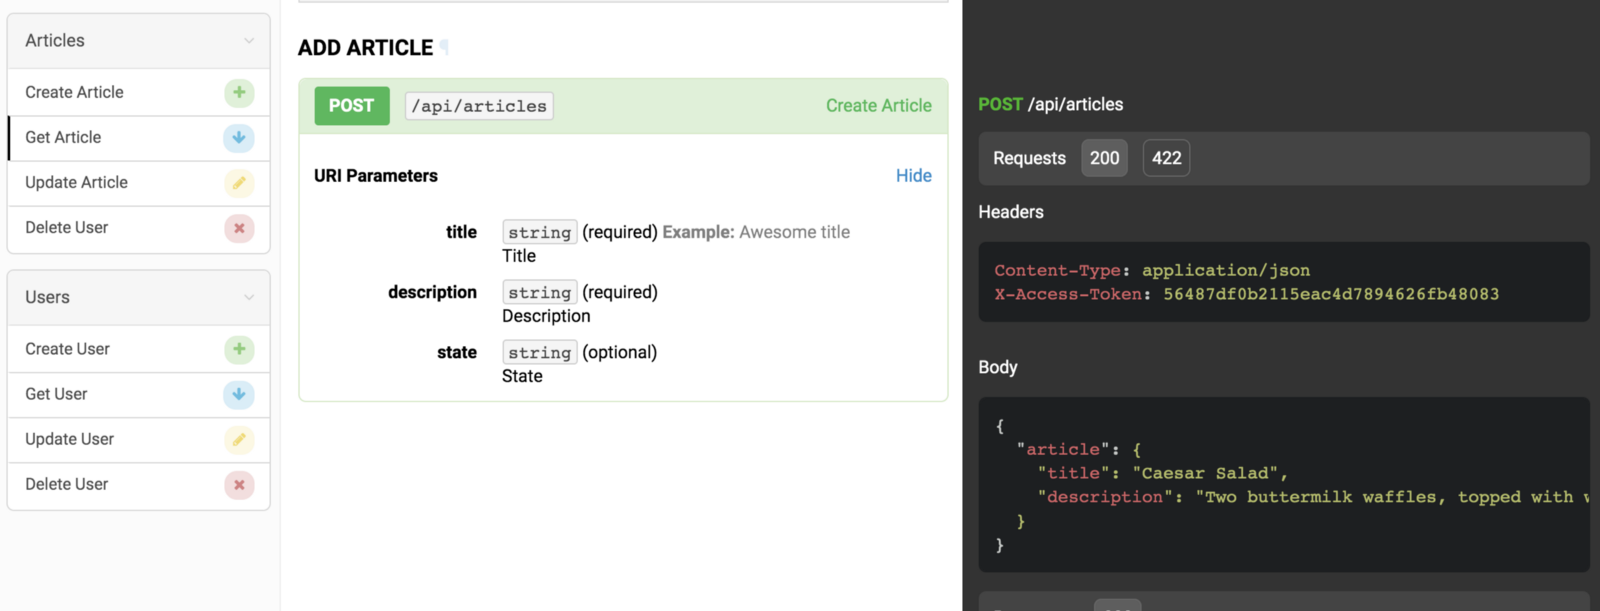 Articles
Create Article
Get Article
Update Article
Delete User
Users
Create User
Get User
Update User
Delete User
ADD ARTICLE ¶
POST /api/articles Create Article
URI Parameters Hide
title string (required) Example: Awesome title
Title
description string (required)
Description
state string (optional)
State
POST /api/articles
Requests 200 422
Headers
Content-Type: application/json
X-Access-Token: 56487df0b2115eac4d7894626fb48083
Body
{
"article": {
"title": "Caesar Salad",
"description": "Two buttermilk waffles, topped with
}
}